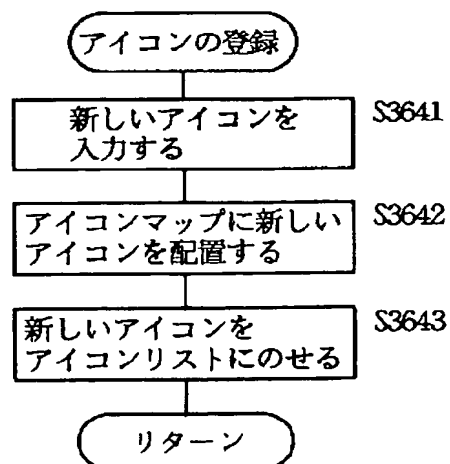 アイコンの登録
新しいアイコンを
入力する
S3641
アイコンマップに新しい
アイコンを配置する
S3642
新しいアイコンを
アイコンリストにのせる
S3643
リターン